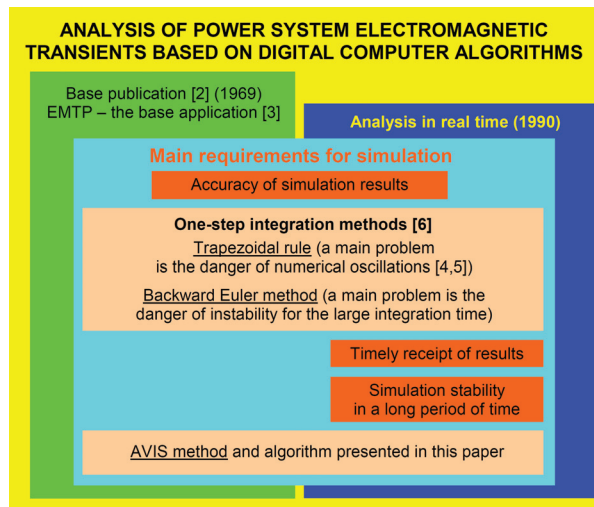 ANALYSIS OF POWER SYSTEM ELECTROMAGNETIC
TRANSIENTS BASED ON DIGITAL COMPUTER ALGORITHMS
Base publication [2] (1969)
EMTP – the base application [3]
Analysis in real time (1990)
Main requirements for simulation
Accuracy of simulation results
One-step integration methods [6]
Trapezoidal rule (a main problem
is the danger of numerical oscillations [4,5])
Backward Euler method (a main problem is the
danger of instability for the large integration time)
Timely receipt of results
Simulation stability
in a long period of time
AVIS method and algorithm presented in this paper